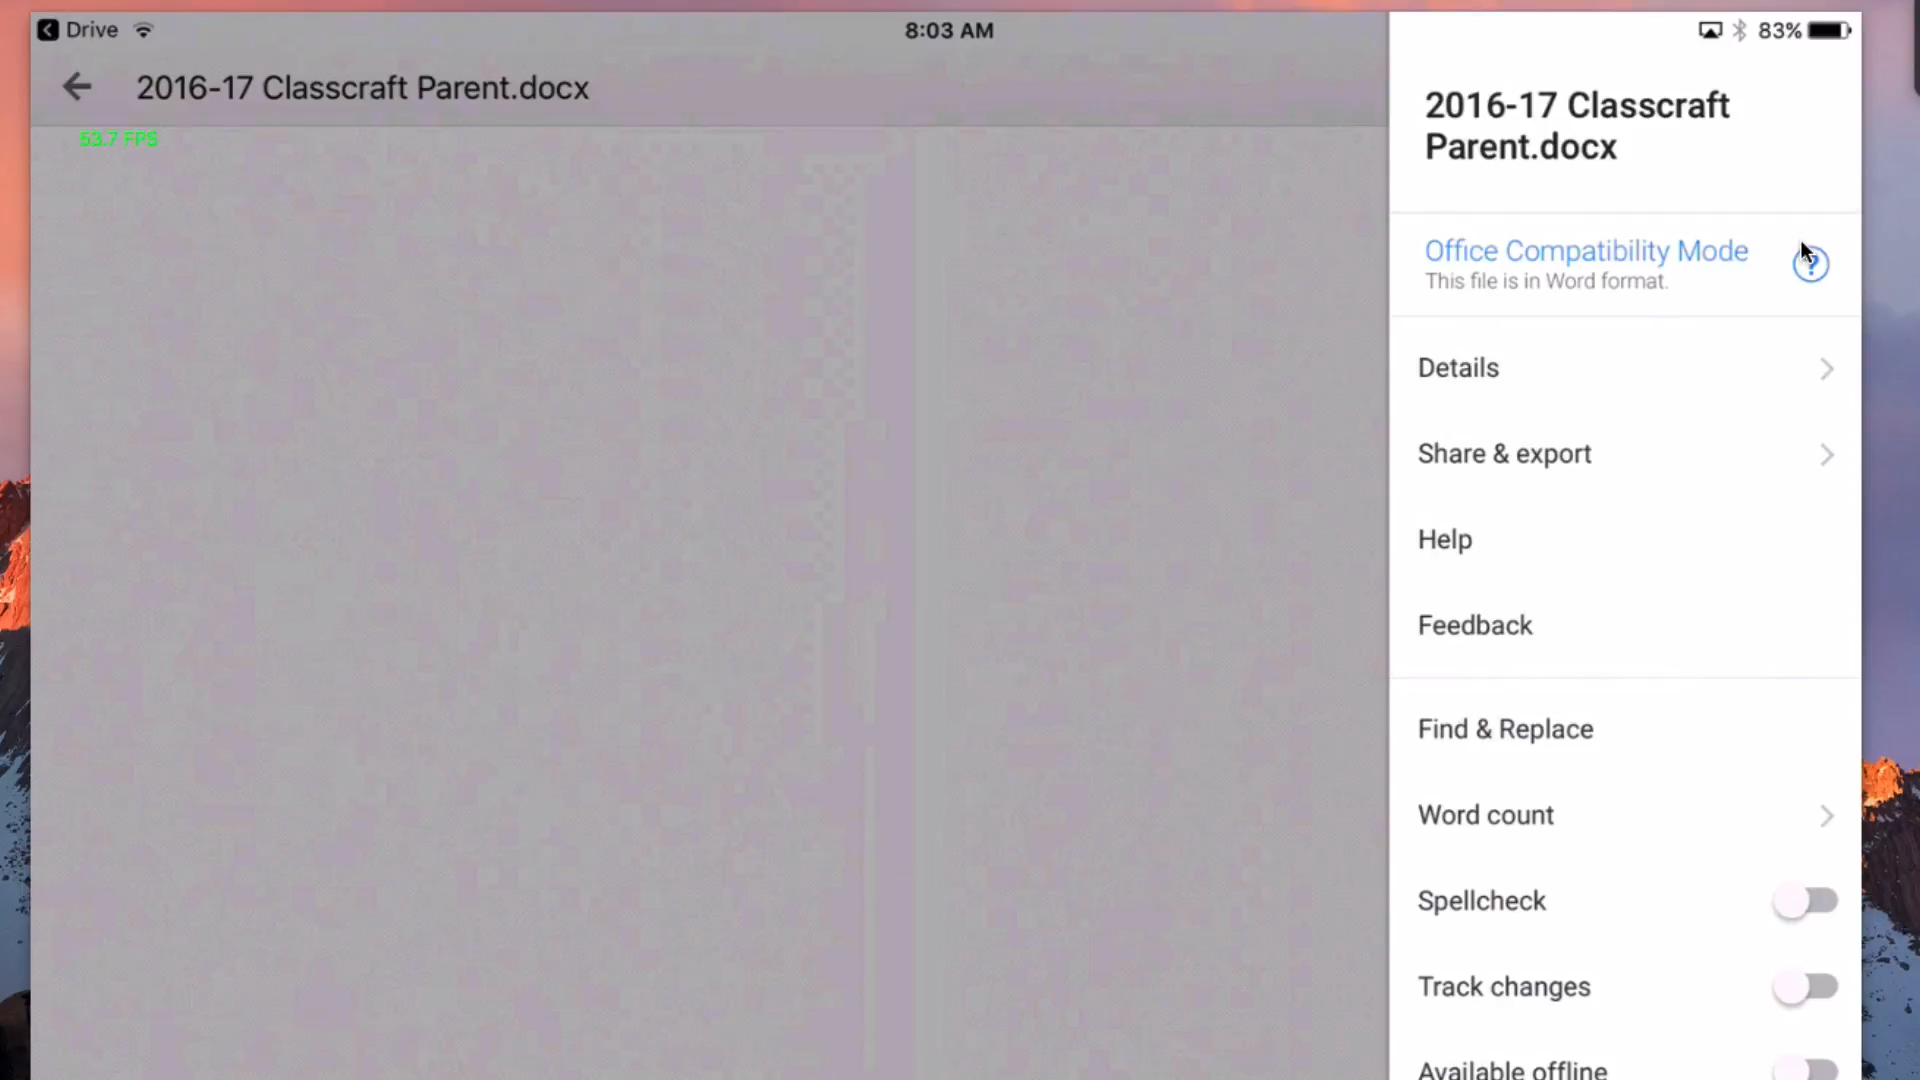 Drive
8:03 AM
83%
2016-17 Classcraft Parent.docx
53.7 FPS
2016-17 Classcraft
Parent.docx
Office Compatibility Mode
?
This file is in Word format.
Details
Share & export
Help
Feedback
Find & Replace
Word count
Spellcheck
Track changes
Available offline